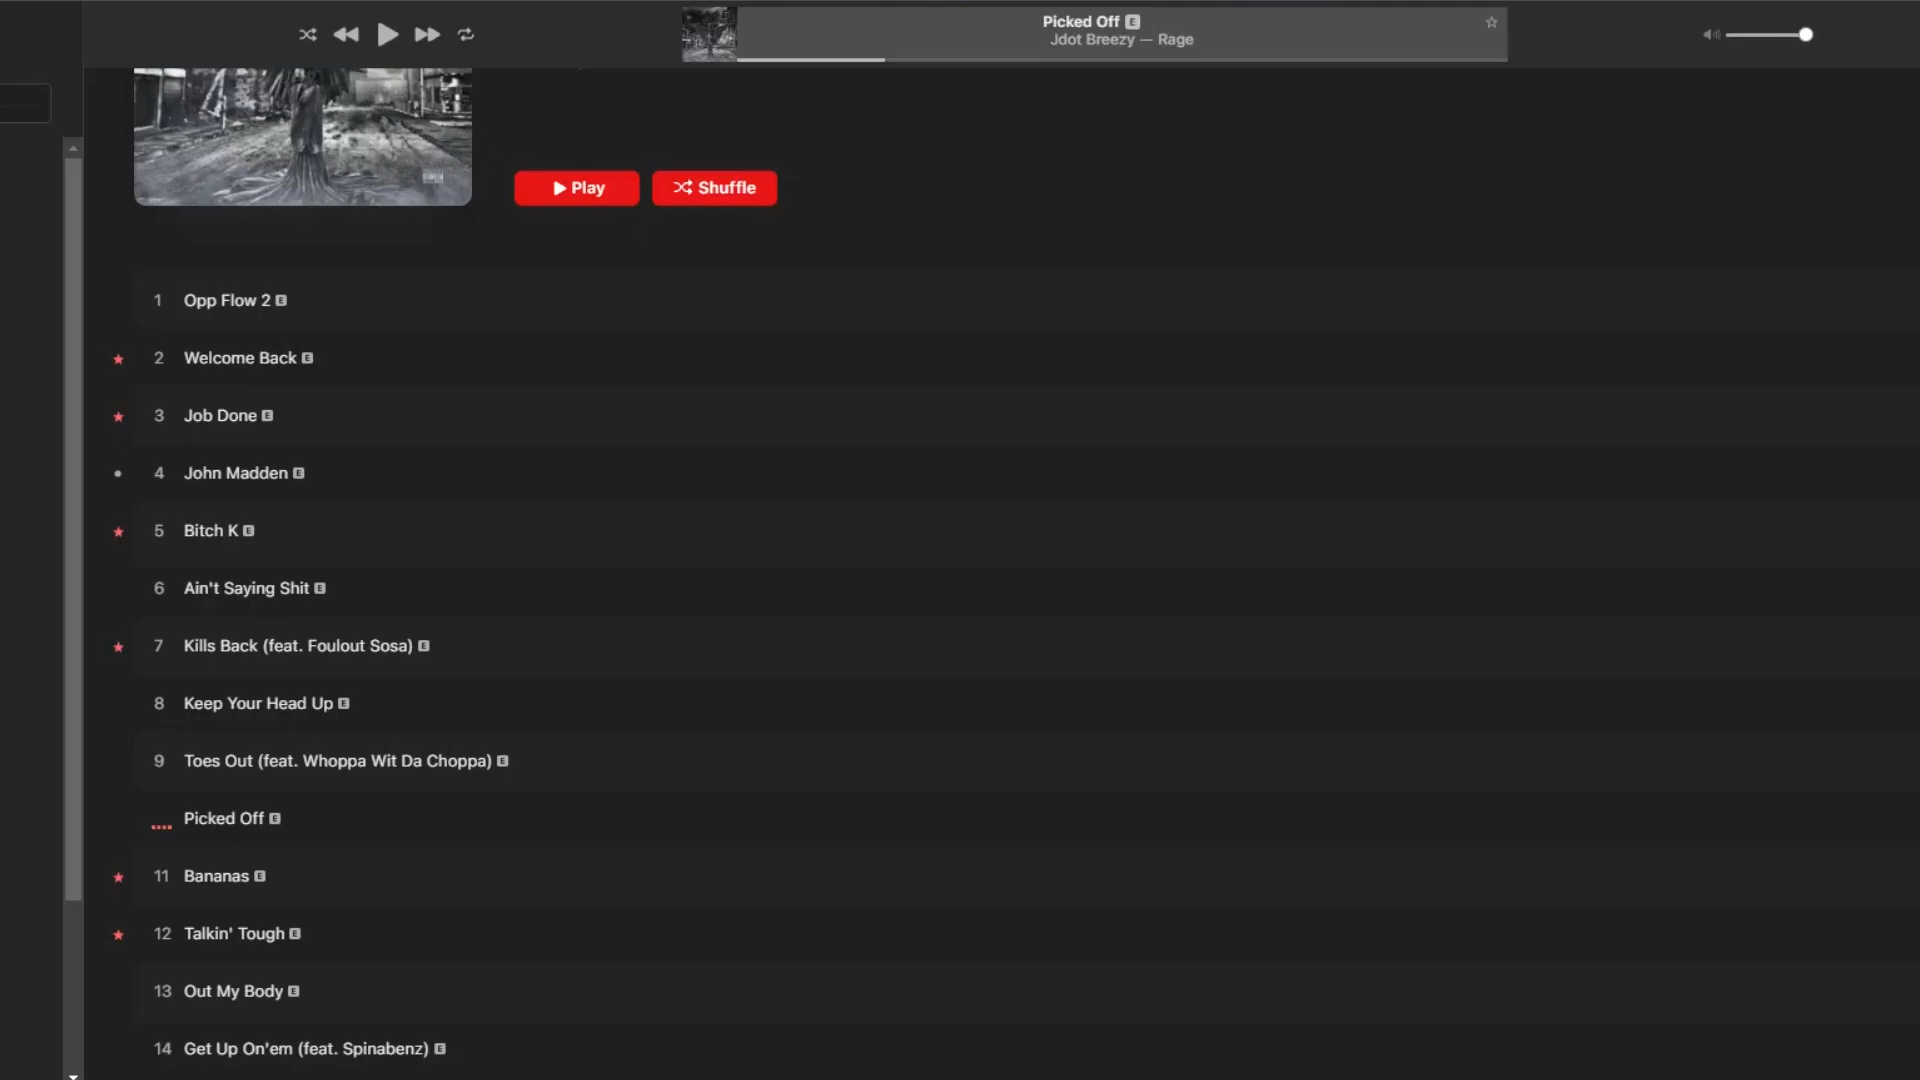 Picked Off E
Jdot Breezy — Rage
Play
Shuffle
1 Opp Flow 2 E
2 Welcome Back E
3 Job Done E
4 John Madden E
5 Bitch K E
6 Ain't Saying Shit E
7 Kills Back (feat. Foulout Sosa) E
8 Keep Your Head Up E
9 Toes Out (feat. Whoppa Wit Da Choppa) E
Picked Off E
11 Bananas E
12 Talkin' Tough E
13 Out My Body E
14 Get Up On'em (feat. Spinabenz) E